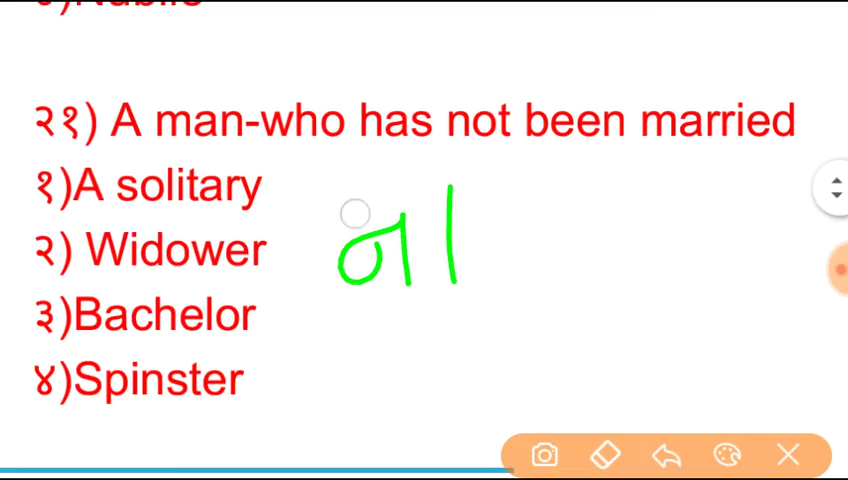 २१) A man-who has not been married
१)A solitary
२) Widower
३)Bachelor
४)Spinster